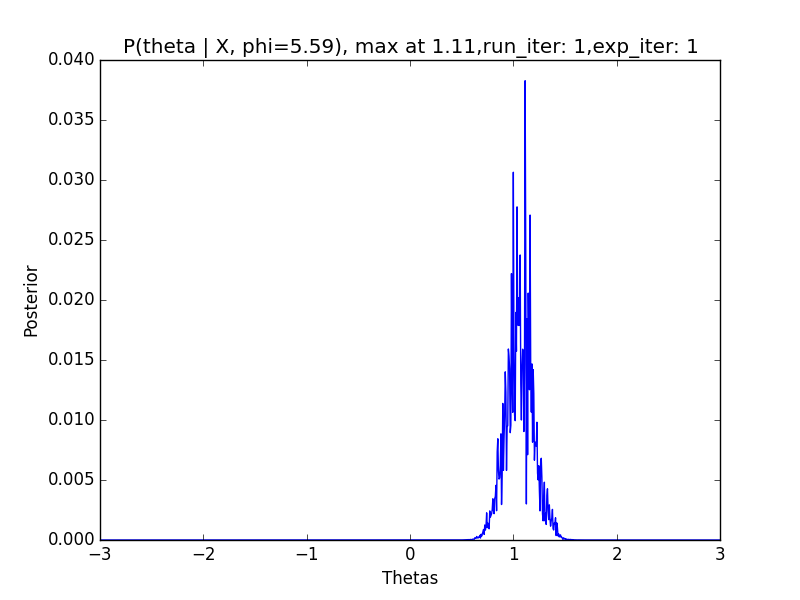 P(theta | X, phi=5.59), max at 1.11,run_iter: 1,exp_iter: 1
0.040
0.035
0.030
0.025
0.020
0.015
0.010
0.005
0.000
Posterior
−3 −2 −1 0 1 2 3
Thetas